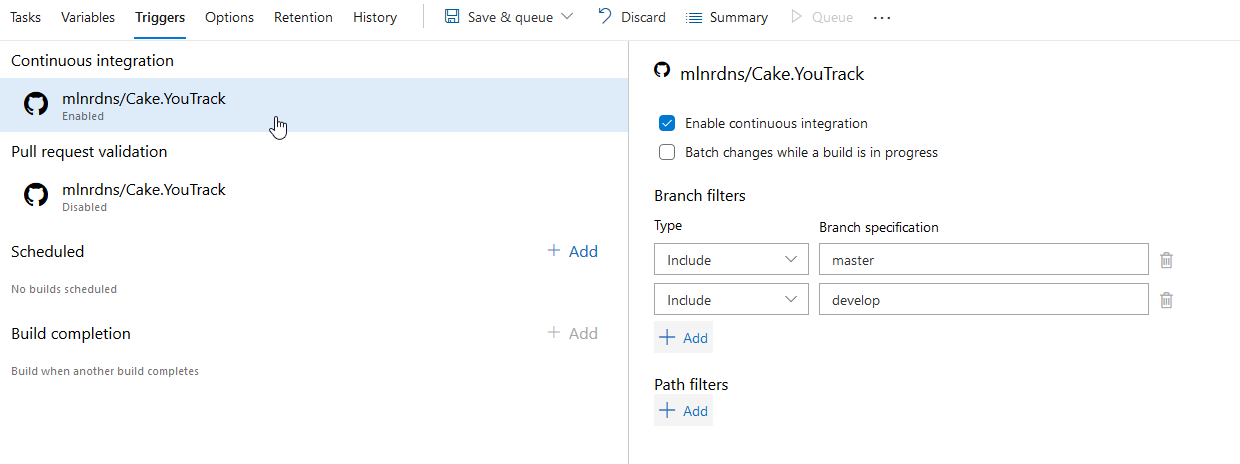 Tasks Variables Triggers Options Retention History Save & queue Discard Summary Queue ...
Continuous integration
mlnrdns/Cake.YouTrack
Enabled
Pull request validation
mlnrdns/Cake.YouTrack
Disabled
Scheduled + Add
No builds scheduled
Build completion + Add
Build when another build completes
mlnrdns/Cake.YouTrack
Enable continuous integration
Batch changes while a build is in progress
Branch filters
Type Branch specification
Include master
Include develop
+ Add
Path filters
+ Add